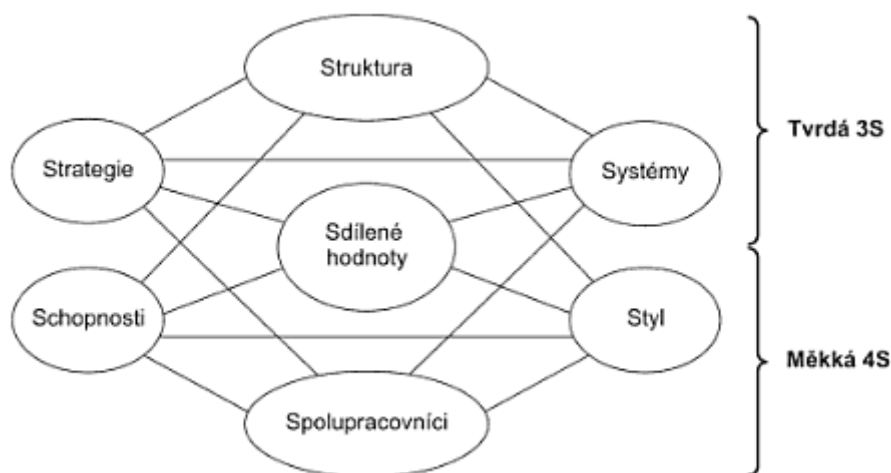 Struktura
Tvrdá 3S
Strategie
Systémy
Sdílené
hodnoty
Schopnosti
Styl
Měkká 4S
Spolupracovníci